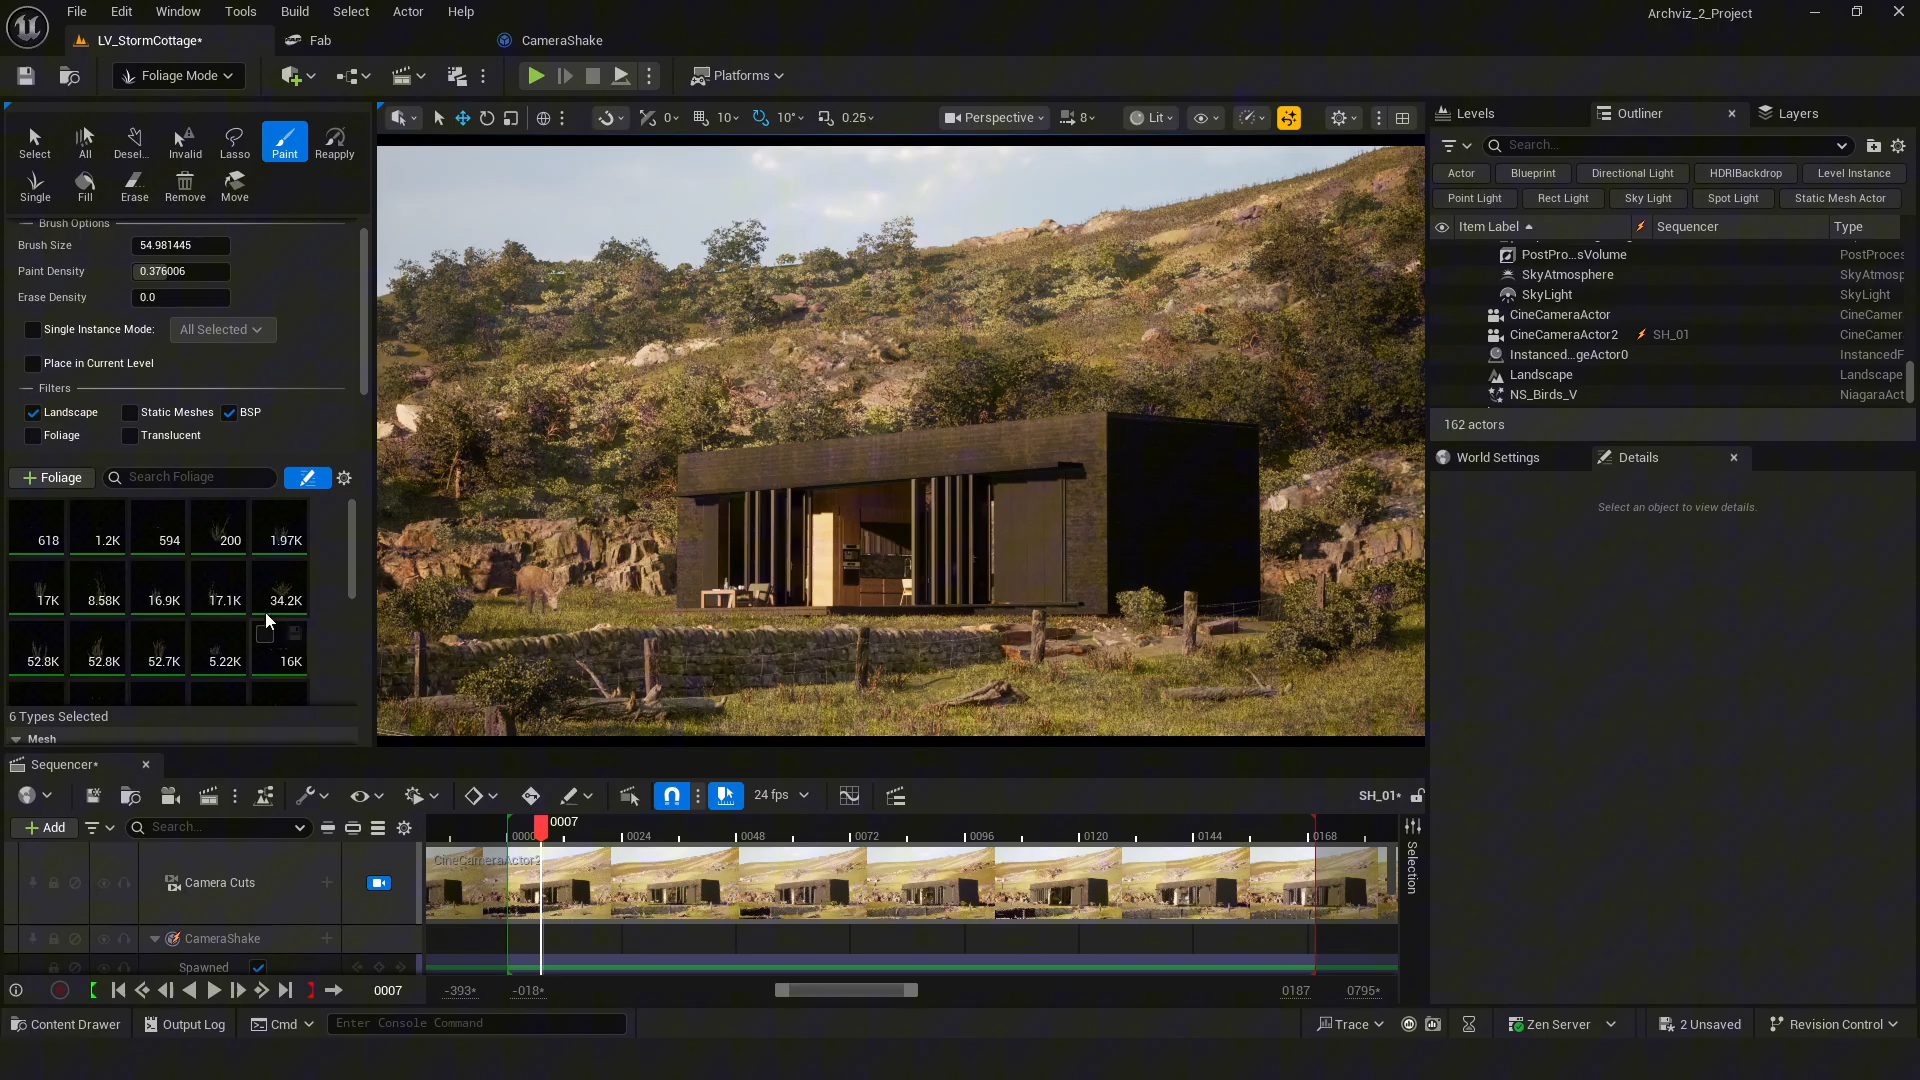 File Edit Window Tools Build Select Actor Help
Archviz_2_Project
LV_StormCottage*
Fab
CameraShake
Foliage Mode
Platforms
Select All Desel... Invalid Lasso Paint Reapply
Single Fill Erase Remove Move
Brush Options
Brush Size 54.981445
Paint Density 0.376006
Erase Density 0.0
Single Instance Mode: All Selected
Place in Current Level
Filters
Landscape Static Meshes BSP
Foliage Translucent
+ Foliage Search Foliage
618 1.2K 594 200 1.97K
17K 8.58K 16.9K 17.1K 34.2K
52.8K 52.8K 52.7K 5.22K 16K
6 Types Selected
Mesh
0 10 10° 0.25
Perspective 8 Lit
Levels Outliner Layers
Search...
Actor Blueprint Directional Light HDRIBackdrop Level Instance
Point Light Rect Light Sky Light Spot Light Static Mesh Actor
Item Label Sequencer Type
PostPro...sVolume PostProces
SkyAtmosphere SkyAtmosp
SkyLight SkyLight
CineCameraActor CineCamer
CineCameraActor2 SH_01 CineCamer
Instanced...geActor0 InstancedF
Landscape Landscape
NS_Birds_V NiagaraAct
162 actors
World Settings Details
Select an object to view details.
Sequencer*
24 fps
SH_01*
+ Add Search...
0007
0000 0024 0048 0072 0096 0120 0144 0168
CineCameraActor2
Camera Cuts
CameraShake
Spawned
Selection
0007
-393* -018* 0187 0795*
Content Drawer Output Log Cmd Enter Console Command
Trace Zen Server 2 Unsaved Revision Control